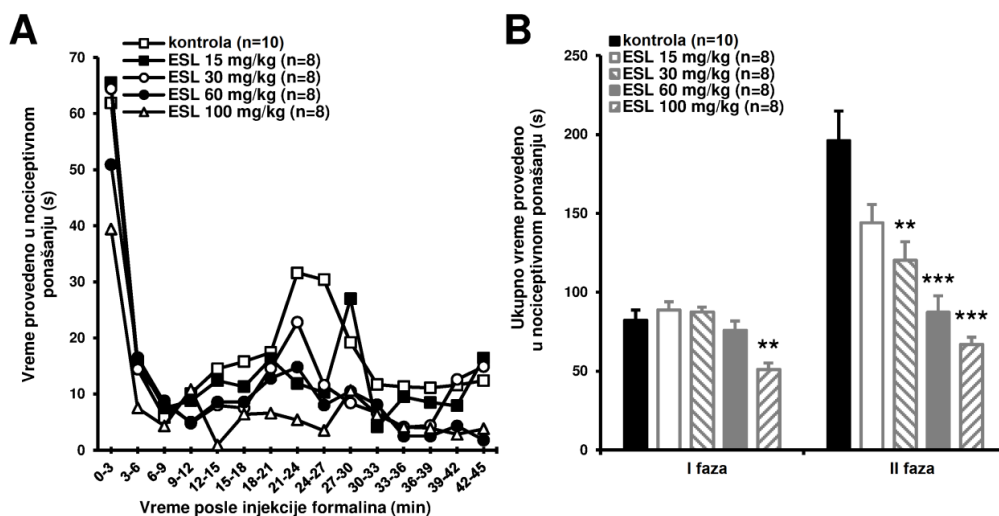 A
kontrola (n=10)
ESL 15 mg/kg (n=8)
ESL 30 mg/kg (n=8)
ESL 60 mg/kg (n=8)
ESL 100 mg/kg (n=8)
Vreme provedeno u nociceptivnom
ponašanju (s)
70
60
50
40
30
20
10
0
0-3
3-6
6-9
9-12
12-15
15-18
18-21
21-24
24-27
27-30
30-33
33-36
36-39
39-42
42-45
Vreme posle injekcije formalina (min)
B
kontrola (n=10)
ESL 15 mg/kg (n=8)
ESL 30 mg/kg (n=8)
ESL 60 mg/kg (n=8)
ESL 100 mg/kg (n=8)
Ukupno vreme provedeno
u nociceptivnom ponašanju (s)
250
200
150
100
50
0
**
**
***
***
I faza
II faza